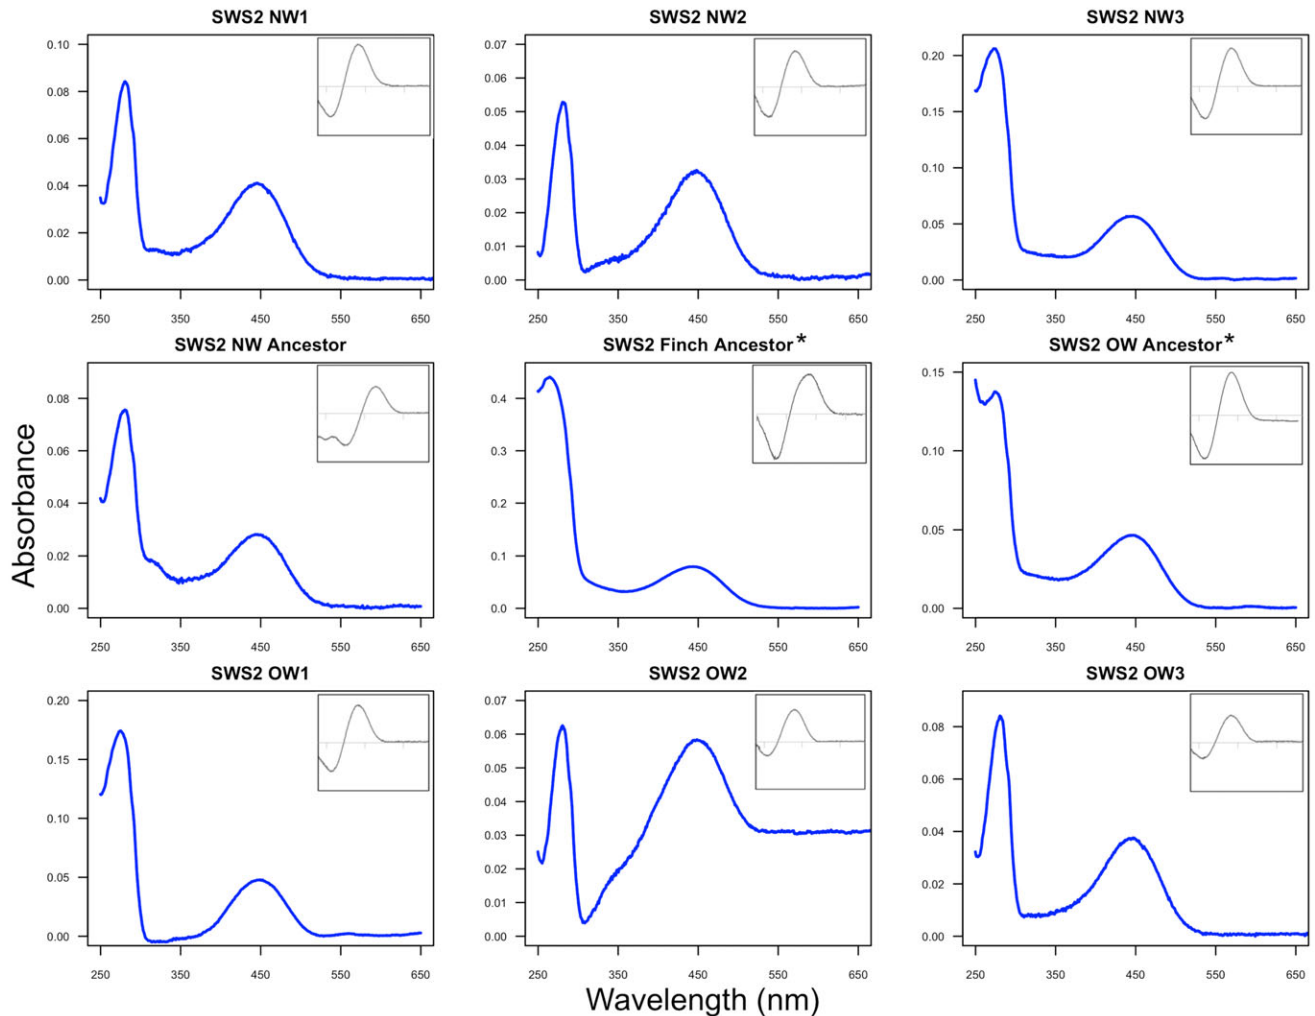 SWS2 NW1
SWS2 NW2
SWS2 NW3
0.10
0.08
0.06
0.04
0.02
0.00
250 350 450 550 650
0.07
0.06
0.05
0.04
0.03
0.02
0.01
0.00
250 350 450 550 650
0.20
0.15
0.10
0.05
0.00
250 350 450 550 650
SWS2 NW Ancestor
SWS2 Finch Ancestor*
SWS2 OW Ancestor*
Absorbance
0.08
0.06
0.04
0.02
0.00
250 350 450 550 650
0.4
0.3
0.2
0.1
0.0
250 350 450 550 650
0.15
0.10
0.05
0.00
250 350 450 550 650
SWS2 OW1
SWS2 OW2
SWS2 OW3
0.20
0.15
0.10
0.05
0.00
250 350 450 550 650
0.07
0.06
0.05
0.04
0.03
0.02
0.01
0.00
250 350 450 550 650
0.08
0.06
0.04
0.02
0.00
250 350 450 550 650
Wavelength (nm)